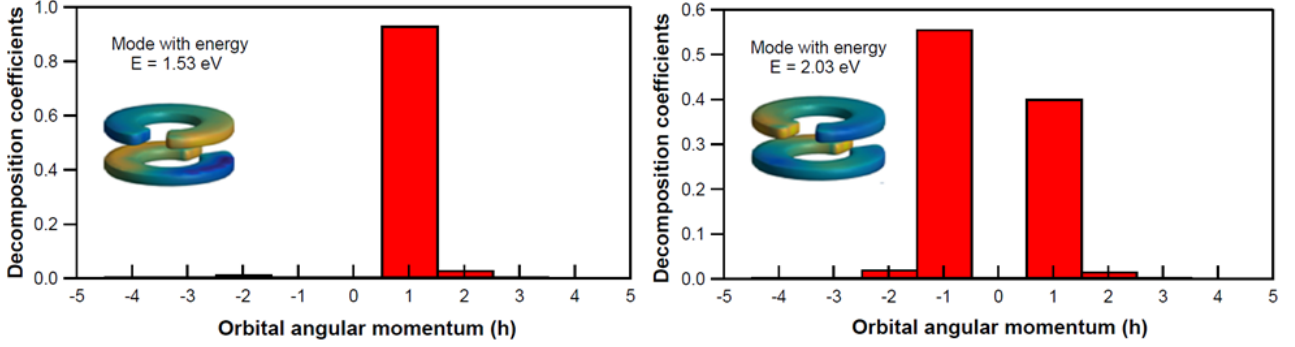 Decomposition coefficients
1.0
0.8
0.6
0.4
0.2
0.0
Mode with energy
E = 1.53 eV
-5 -4 -3 -2 -1 0 1 2 3 4 5
Orbital angular momentum (h)
Decomposition coefficients
0.6
0.5
0.4
0.3
0.2
0.1
0.0
Mode with energy
E = 2.03 eV
-5 -4 -3 -2 -1 0 1 2 3 4 5
Orbital angular momentum (h)